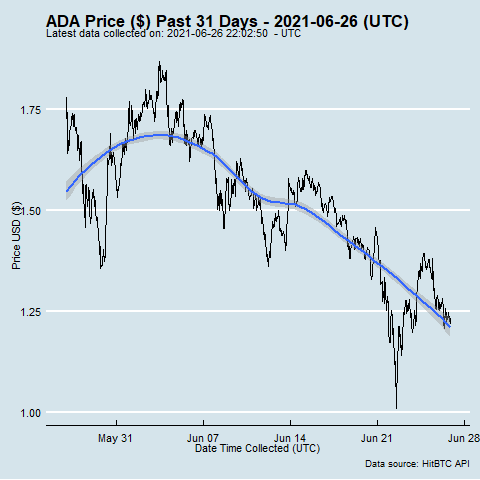 ADA Price ($) Past 31 Days - 2021-06-26 (UTC)
Latest data collected on: 2021-06-26 22:02:50 - UTC
Price USD ($)
1.75
1.50
1.25
1.00
May 31 Jun 07 Jun 14 Jun 21 Jun 28
Date Time Collected (UTC)
Data source: HitBTC API